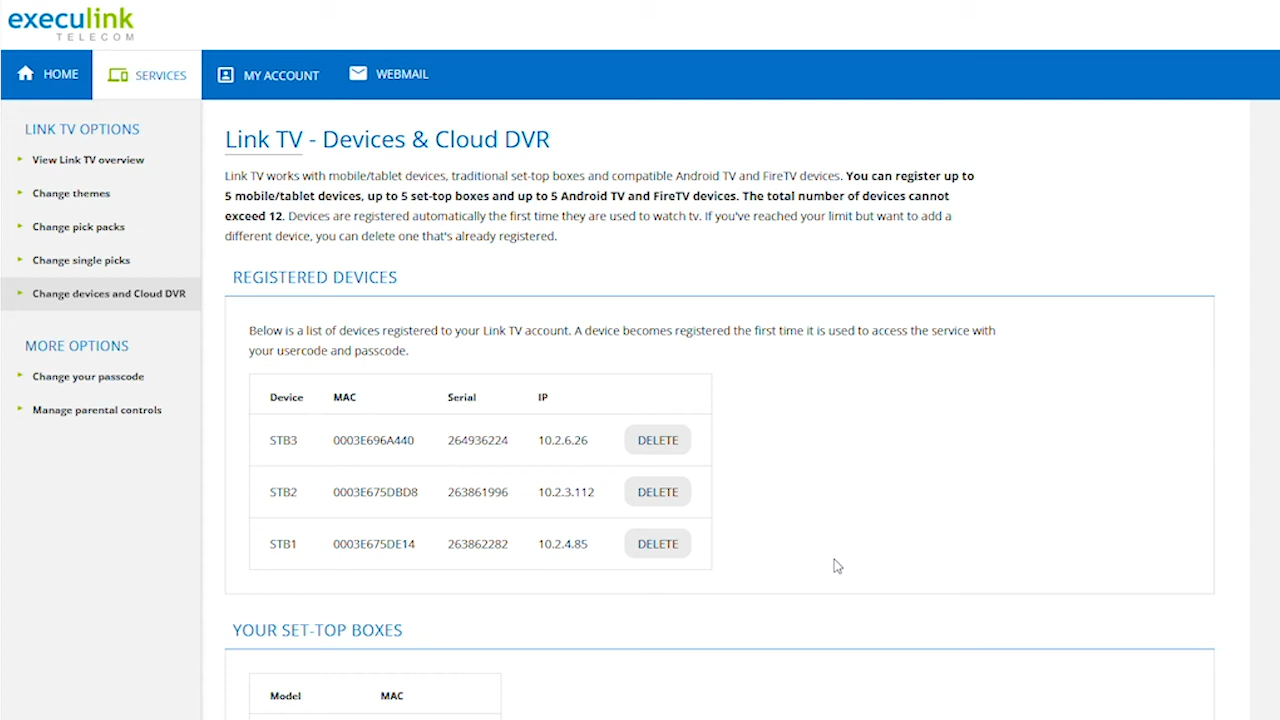 execulink
TELECOM
HOME
SERVICES
MY ACCOUNT
WEBMAIL
LINK TV OPTIONS
View Link TV overview
Change themes
Change pick packs
Change single picks
Change devices and Cloud DVR
MORE OPTIONS
Change your passcode
Manage parental controls
Link TV - Devices & Cloud DVR
Link TV works with mobile/tablet devices, traditional set-top boxes and compatible Android TV and FireTV devices. You can register up to
5 mobile/tablet devices, up to 5 set-top boxes and up to 5 Android TV and FireTV devices. The total number of devices cannot
exceed 12. Devices are registered automatically the first time they are used to watch tv. If you've reached your limit but want to add a
different device, you can delete one that's already registered.
REGISTERED DEVICES
Below is a list of devices registered to your Link TV account. A device becomes registered the first time it is used to access the service with
your usercode and passcode.
Device MAC Serial IP
STB3 0003E696A440 264936224 10.2.6.26 DELETE
STB2 0003E675DBD8 263861996 10.2.3.112 DELETE
STB1 0003E675DE14 263862282 10.2.4.85 DELETE
YOUR SET-TOP BOXES
Model MAC